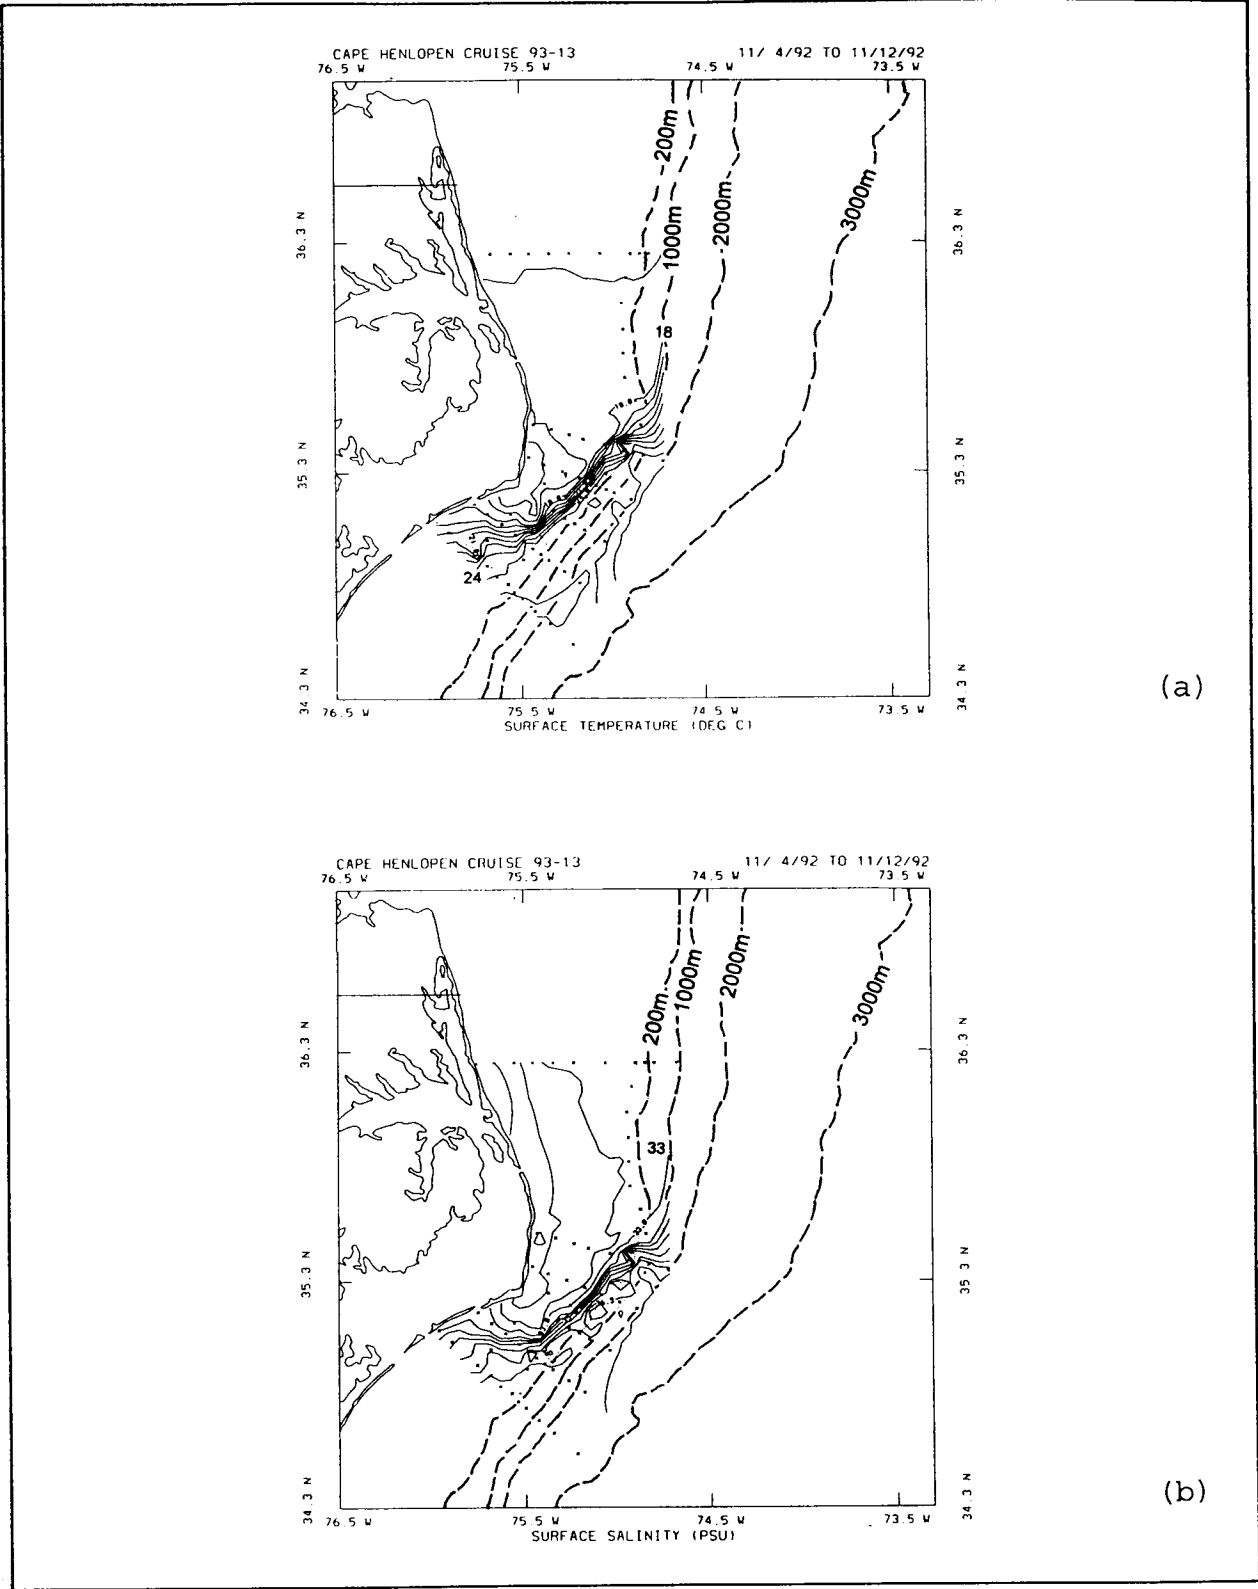 CAPE HENLOPEN CRUISE 93-13 11/ 4/92 TO 11/12/92
76.5 W 75.5 W 74.5 W 73.5 W
200m
1000m
2000m
3000m
36.3 N 36.3 N
18
35.3 N 35.3 N
24
34.3 N 34.3 N
(a)
76.5 W 75.5 W 74.5 W 73.5 W
SURFACE TEMPERATURE (DEG C)
CAPE HENLOPEN CRUISE 93-13 11/ 4/92 TO 11/12/92
76.5 W 75.5 W 74.5 W 73.5 W
200m
1000m
2000m
3000m
36.3 N 36.3 N
33
35.3 N 35.3 N
34.3 N 34.3 N
(b)
76.5 W 75.5 W 74.5 W 73.5 W
SURFACE SALINITY (PSU)